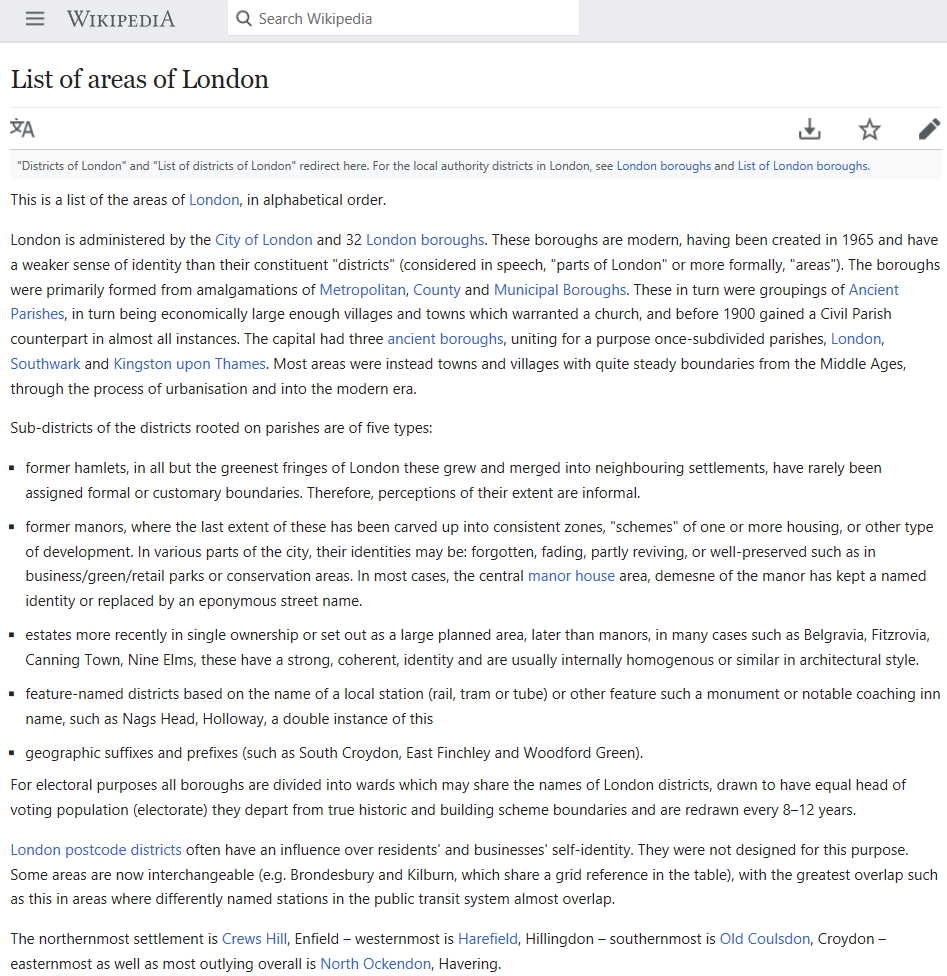 WIKIPEDIA
Search Wikipedia
List of areas of London
文A
"Districts of London" and "List of districts of London" redirect here. For the local authority districts in London, see London boroughs and List of London boroughs.
This is a list of the areas of London, in alphabetical order.
London is administered by the City of London and 32 London boroughs. These boroughs are modern, having been created in 1965 and have
a weaker sense of identity than their constituent "districts" (considered in speech, "parts of London" or more formally, "areas"). The boroughs
were primarily formed from amalgamations of Metropolitan, County and Municipal Boroughs. These in turn were groupings of Ancient
Parishes, in turn being economically large enough villages and towns which warranted a church, and before 1900 gained a Civil Parish
counterpart in almost all instances. The capital had three ancient boroughs, uniting for a purpose once-subdivided parishes, London,
Southwark and Kingston upon Thames. Most areas were instead towns and villages with quite steady boundaries from the Middle Ages,
through the process of urbanisation and into the modern era.
Sub-districts of the districts rooted on parishes are of five types:
▪ former hamlets, in all but the greenest fringes of London these grew and merged into neighbouring settlements, have rarely been
assigned formal or customary boundaries. Therefore, perceptions of their extent are informal.
▪ former manors, where the last extent of these has been carved up into consistent zones, "schemes" of one or more housing, or other type
of development. In various parts of the city, their identities may be: forgotten, fading, partly reviving, or well-preserved such as in
business/green/retail parks or conservation areas. In most cases, the central manor house area, demesne of the manor has kept a named
identity or replaced by an eponymous street name.
▪ estates more recently in single ownership or set out as a large planned area, later than manors, in many cases such as Belgravia, Fitzrovia,
Canning Town, Nine Elms, these have a strong, coherent, identity and are usually internally homogenous or similar in architectural style.
▪ feature-named districts based on the name of a local station (rail, tram or tube) or other feature such a monument or notable coaching inn
name, such as Nags Head, Holloway, a double instance of this
▪ geographic suffixes and prefixes (such as South Croydon, East Finchley and Woodford Green).
For electoral purposes all boroughs are divided into wards which may share the names of London districts, drawn to have equal head of
voting population (electorate) they depart from true historic and building scheme boundaries and are redrawn every 8–12 years.
London postcode districts often have an influence over residents' and businesses' self-identity. They were not designed for this purpose.
Some areas are now interchangeable (e.g. Brondesbury and Kilburn, which share a grid reference in the table), with the greatest overlap such
as this in areas where differently named stations in the public transit system almost overlap.
The northernmost settlement is Crews Hill, Enfield – westernmost is Harefield, Hillingdon – southernmost is Old Coulsdon, Croydon –
easternmost as well as most outlying overall is North Ockendon, Havering.